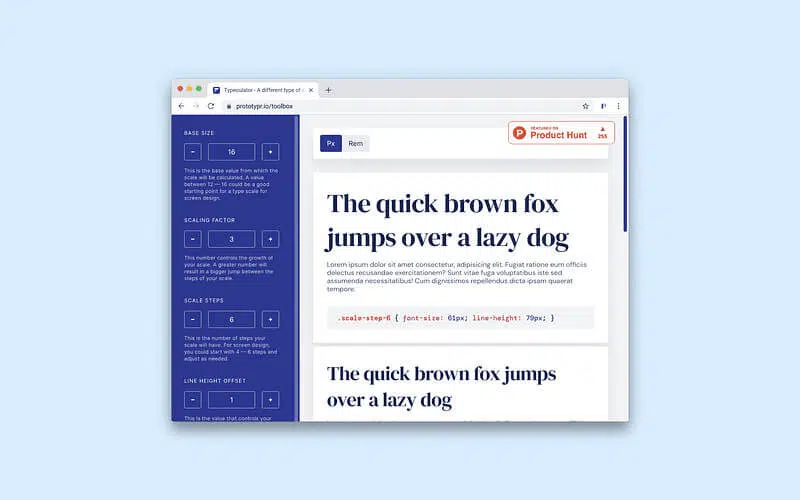 Typeculator - A different type of
prototypr.io/toolbox
BASE SIZE
- 16 +
This is the base value from which the
scale will be calculated. A value
between 12 — 16 could be a good
starting point for a type scale for
screen design.
SCALING FACTOR
- 3 +
This number controls the growth of
your scale. A greater number will
result in a bigger jump between the
steps of your scale.
SCALE STEPS
- 6 +
This is the number of steps your
scale will have. For screen design,
you could start with 4 — 6 steps and
adjust as needed.
LINE HEIGHT OFFSET
- 1 +
This is the value that controls your
Px Rem
FEATURED ON
Product Hunt
255
The quick brown fox
jumps over a lazy dog
Lorem ipsum dolor sit amet consectetur, adipisicing elit. Fugiat ratione eum officiis
delectus recusandae exercitationem? Sunt vitae fuga voluptatibus iste sed
assumenda necessitatibus! Cum dignissimos repellendus dicta ipsam quaerat
tempore.
.scale-step-6 { font-size: 61px; line-height: 79px; }
The quick brown fox jumps
over a lazy dog